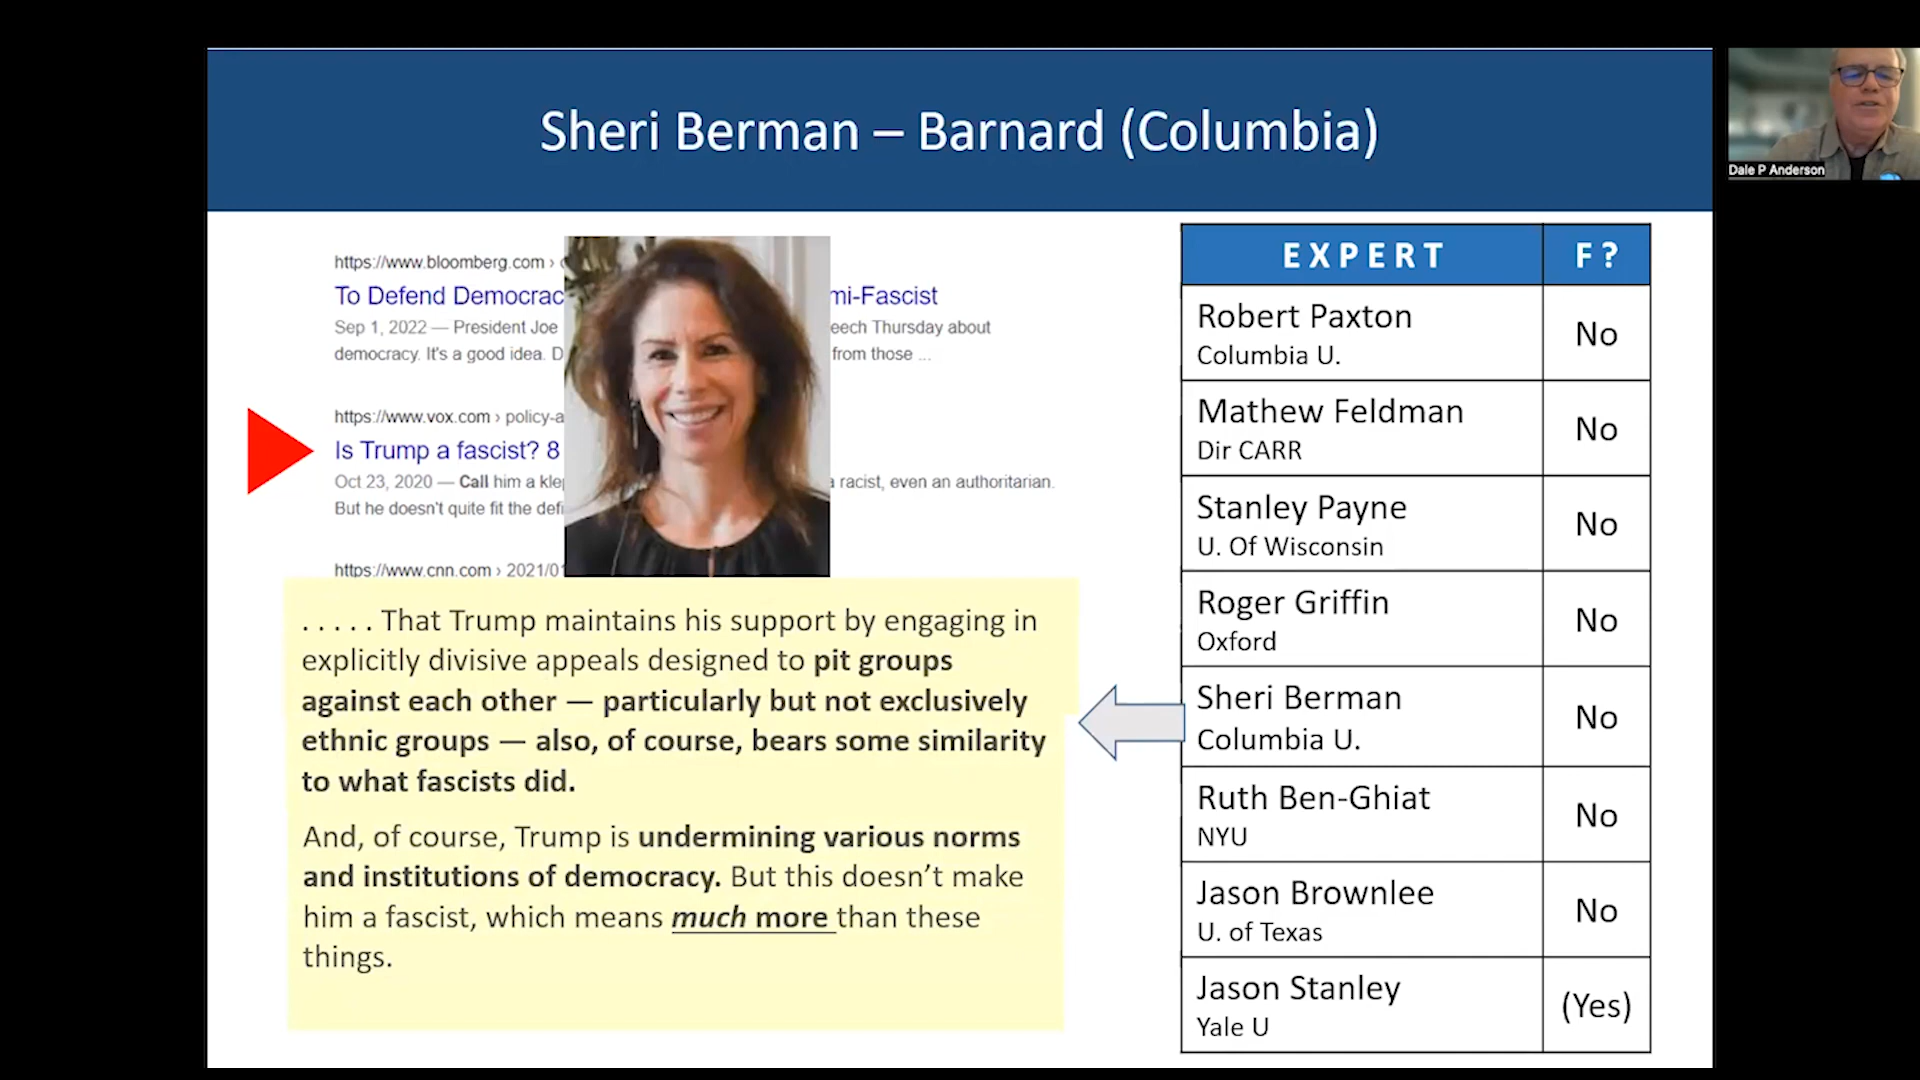 Sheri Berman – Barnard (Columbia)
Dale P Anderson
https://www.bloomberg.com ›
To Defend Democrac mi-Fascist
Sep 1, 2022 — President Joe eech Thursday about
democracy. It's a good idea. D from those ...
https://www.vox.com › policy-a
Is Trump a fascist? 8
Oct 23, 2020 — Call him a klep a racist, even an authoritarian.
But he doesn't quite fit the defi
https://www.cnn.com › 2021/01
. . . . . That Trump maintains his support by engaging in
explicitly divisive appeals designed to pit groups
against each other — particularly but not exclusively
ethnic groups — also, of course, bears some similarity
to what fascists did.
And, of course, Trump is undermining various norms
and institutions of democracy. But this doesn't make
him a fascist, which means much more than these
things.
EXPERT F?
Robert Paxton
Columbia U. No
Mathew Feldman
Dir CARR No
Stanley Payne
U. Of Wisconsin No
Roger Griffin
Oxford No
Sheri Berman
Columbia U. No
Ruth Ben-Ghiat
NYU No
Jason Brownlee
U. of Texas No
Jason Stanley
Yale U (Yes)